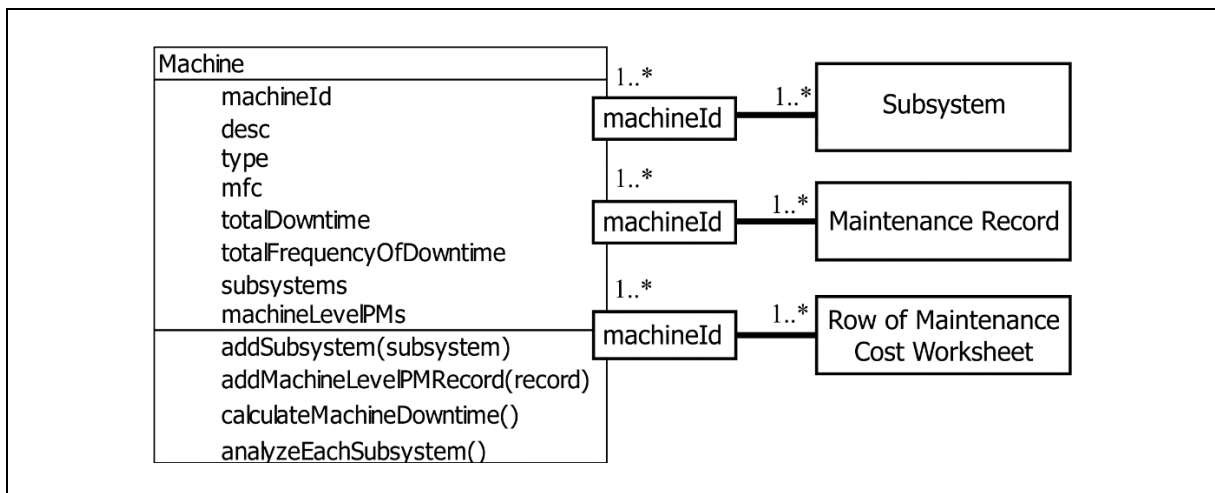 Machine
machineId
desc
type
mfc
totalDowntime
totalFrequencyOfDowntime
subsystems
machineLevelPMs
addSubsystem(subsystem)
addMachineLevelPMRecord(record)
calculateMachineDowntime()
analyzeEachSubsystem()
1..*
machineId
1..*
Subsystem
1..*
machineId
1..*
Maintenance Record
1..*
machineId
1..*
Row of Maintenance
Cost Worksheet